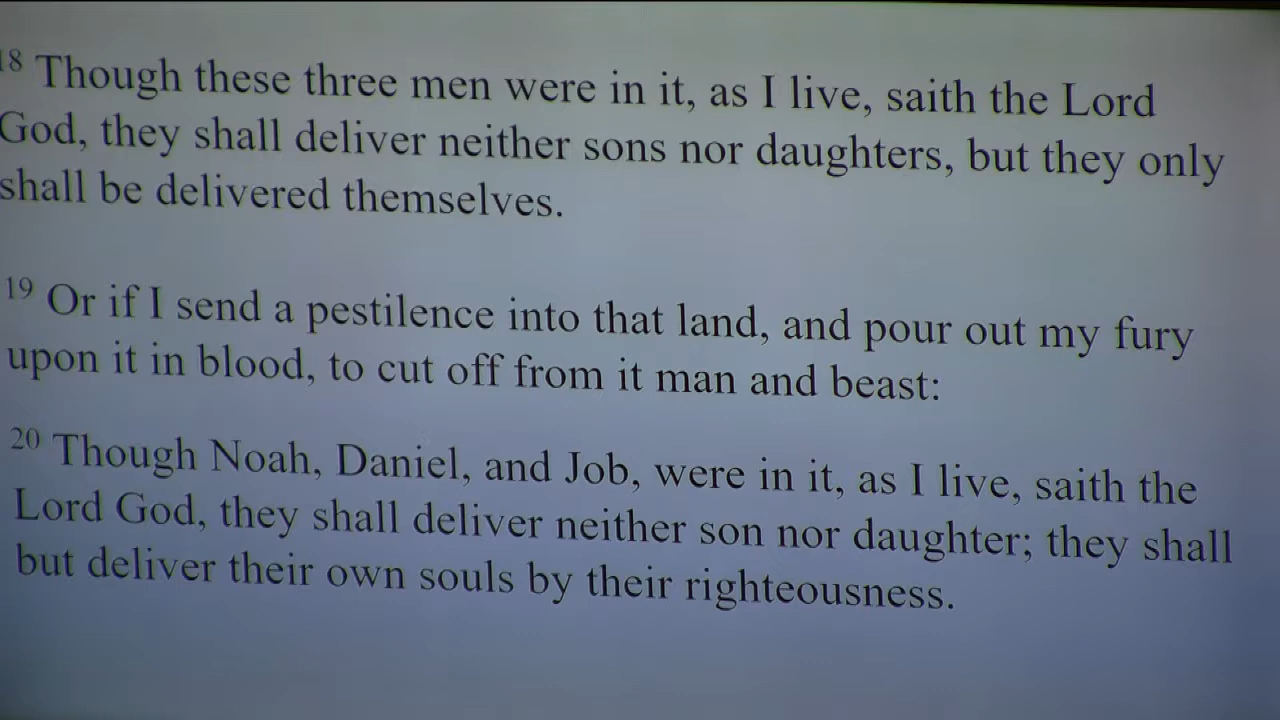 18 Though these three men were in it, as I live, saith the Lord
God, they shall deliver neither sons nor daughters, but they only
shall be delivered themselves.
19 Or if I send a pestilence into that land, and pour out my fury
upon it in blood, to cut off from it man and beast:
20 Though Noah, Daniel, and Job, were in it, as I live, saith the
Lord God, they shall deliver neither son nor daughter; they shall
but deliver their own souls by their righteousness.